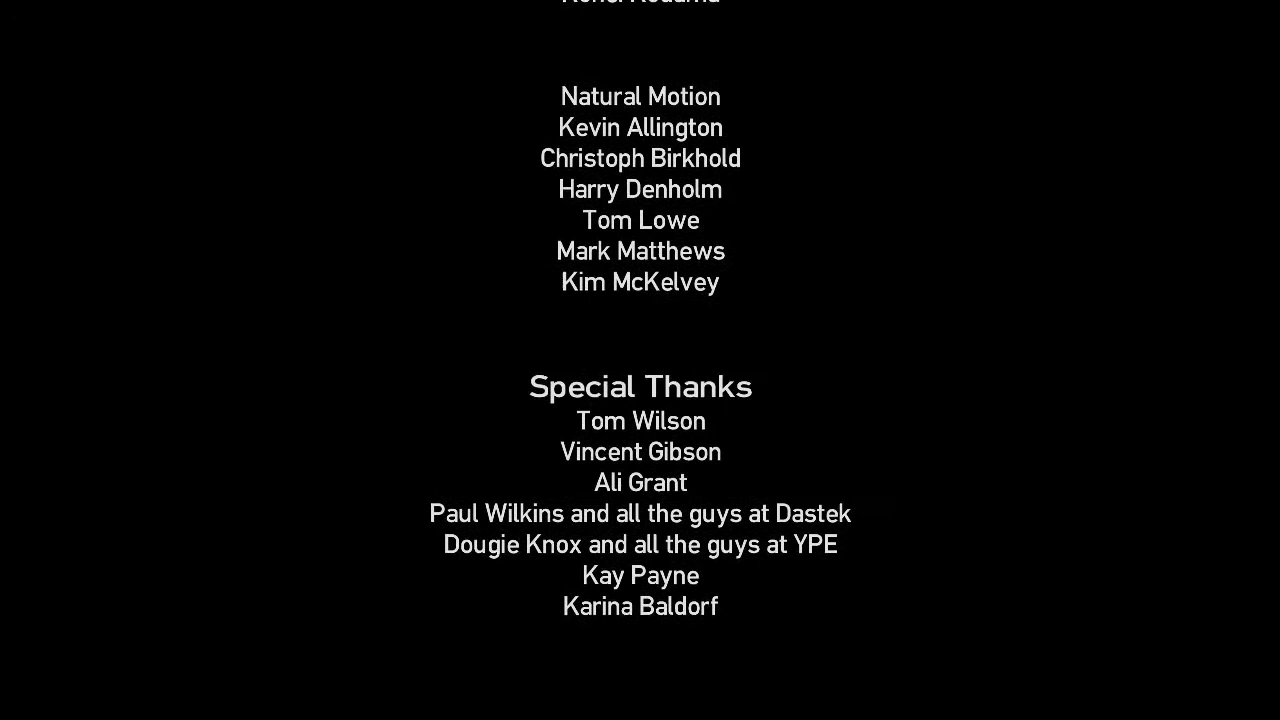 Natural Motion
Kevin Allington
Christoph Birkhold
Harry Denholm
Tom Lowe
Mark Matthews
Kim McKelvey
Special Thanks
Tom Wilson
Vincent Gibson
Ali Grant
Paul Wilkins and all the guys at Dastek
Dougie Knox and all the guys at YPE
Kay Payne
Karina Baldorf